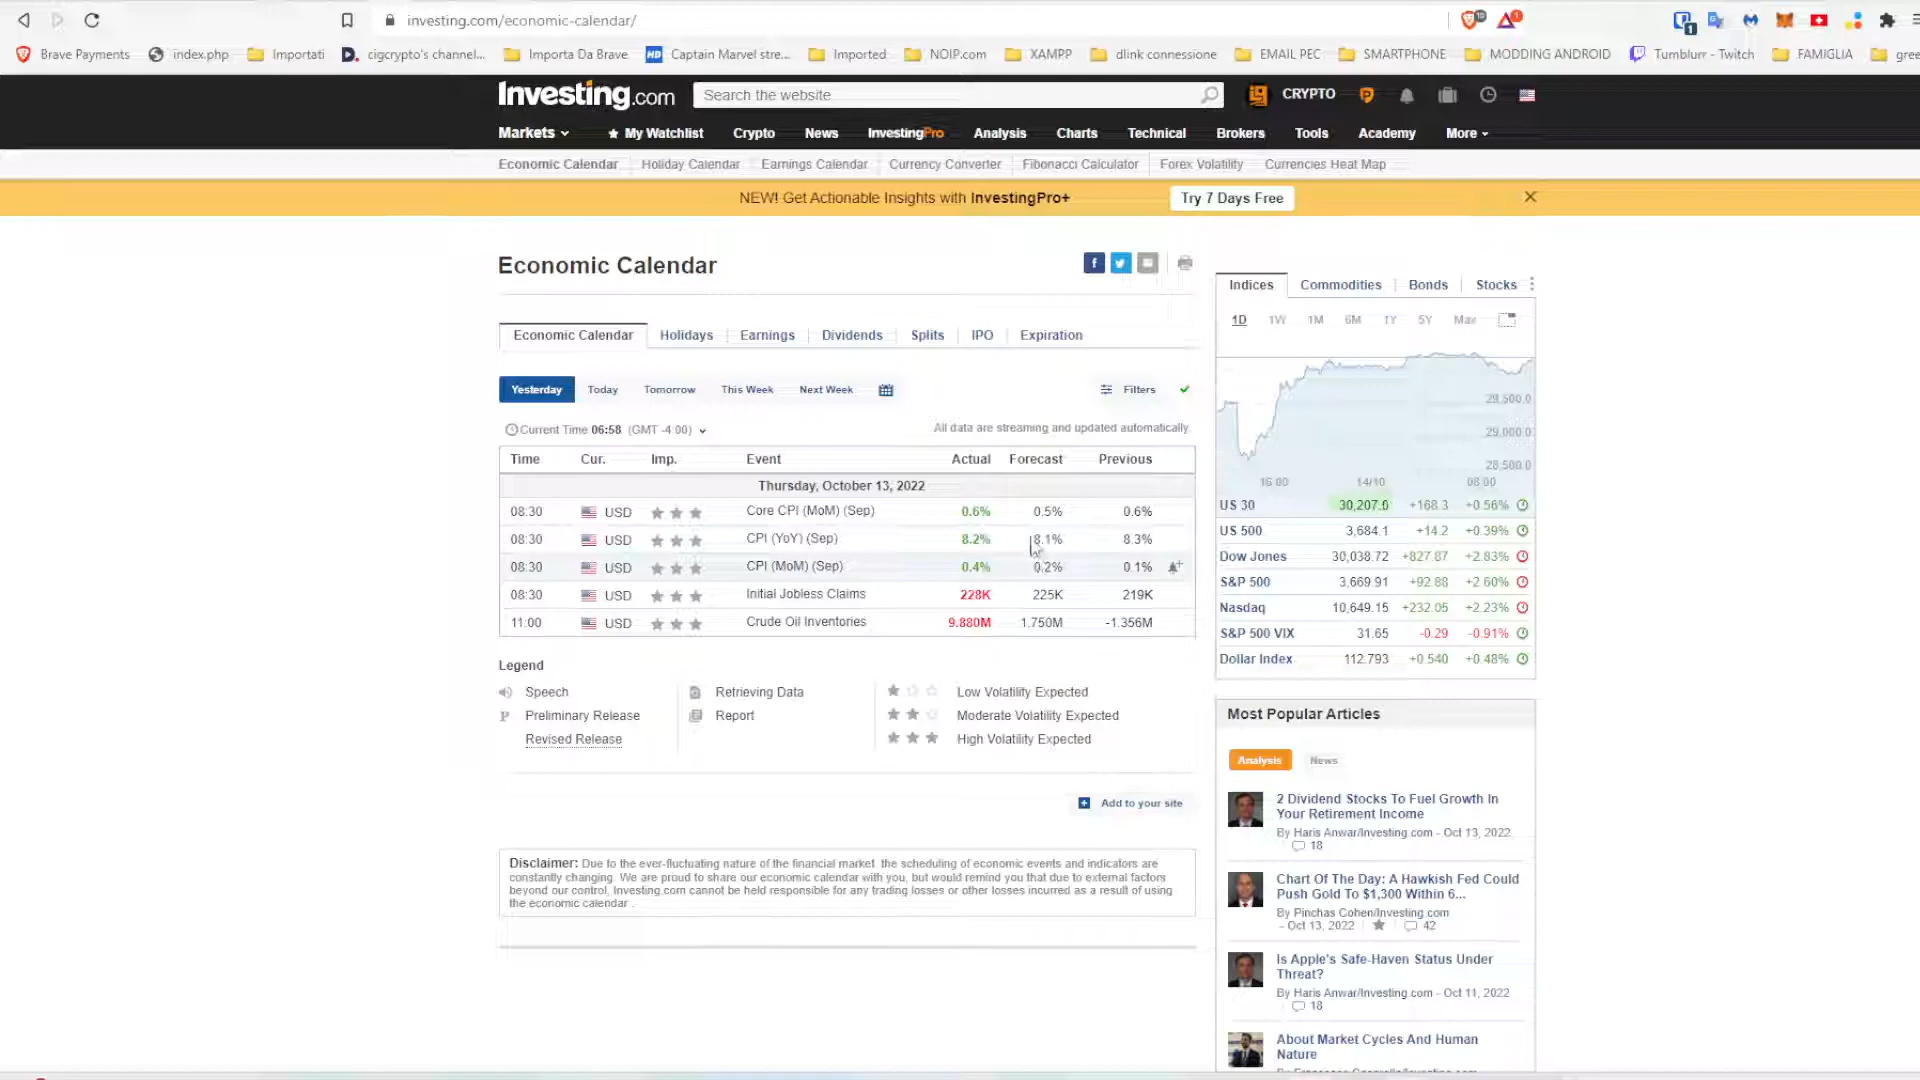 investing.com/economic-calendar/
Brave Payments index.php Importati cigcrypto's channel... Importa Da Brave Captain Marvel stre... Imported NOIP.com XAMPP dlink connessione EMAIL PEC SMARTPHONE MODDING ANDROID Tumblurr - Twitch FAMIGLIA gree
Investing.com Search the website CRYPTO
Markets My Watchlist Crypto News InvestingPro Analysis Charts Technical Brokers Tools Academy More
Economic Calendar Holiday Calendar Earnings Calendar Currency Converter Fibonacci Calculator Forex Volatility Currencies Heat Map
NEW! Get Actionable Insights with InvestingPro+ Try 7 Days Free
Economic Calendar
Economic Calendar Holidays Earnings Dividends Splits IPO Expiration
Yesterday Today Tomorrow This Week Next Week Filters
Current Time 06:58 (GMT -4:00) All data are streaming and updated automatically.
Time Cur. Imp. Event Actual Forecast Previous
Thursday, October 13, 2022
08:30 USD Core CPI (MoM) (Sep) 0.6% 0.5% 0.6%
08:30 USD CPI (YoY) (Sep) 8.2% 8.1% 8.3%
08:30 USD CPI (MoM) (Sep) 0.4% 0.2% 0.1%
08:30 USD Initial Jobless Claims 228K 225K 219K
11:00 USD Crude Oil Inventories 9.880M 1.750M -1.356M
Legend
Speech Retrieving Data Low Volatility Expected
P Preliminary Release Report Moderate Volatility Expected
Revised Release High Volatility Expected
Add to your site
Disclaimer: Due to the ever-fluctuating nature of the financial market, the scheduling of economic events and indicators are
constantly changing. We are proud to share our economic calendar with you, but would remind you that due to external factors
beyond our control, Investing.com cannot be held responsible for any trading losses or other losses incurred as a result of using
the economic calendar .
Indices Commodities Bonds Stocks
1D 1W 1M 6M 1Y 5Y Max
29,500.0
29,000.0
28,500.0
16:00 14/10 08:00
US 30 30,207.6 +168.3 +0.56%
US 500 3,684.1 +14.2 +0.39%
Dow Jones 30,038.72 +827.87 +2.83%
S&P 500 3,669.91 +92.88 +2.60%
Nasdaq 10,649.15 +232.05 +2.23%
S&P 500 VIX 31.65 -0.29 -0.91%
Dollar Index 112.793 +0.540 +0.48%
Most Popular Articles
Analysis News
2 Dividend Stocks To Fuel Growth In
Your Retirement Income
By Haris Anwar/Investing.com - Oct 13, 2022
18
Chart Of The Day: A Hawkish Fed Could
Push Gold To $1,300 Within 6...
By Pinchas Cohen/Investing.com
- Oct 13, 2022 42
Is Apple's Safe-Haven Status Under
Threat?
By Haris Anwar/Investing.com - Oct 11, 2022
18
About Market Cycles And Human
Nature